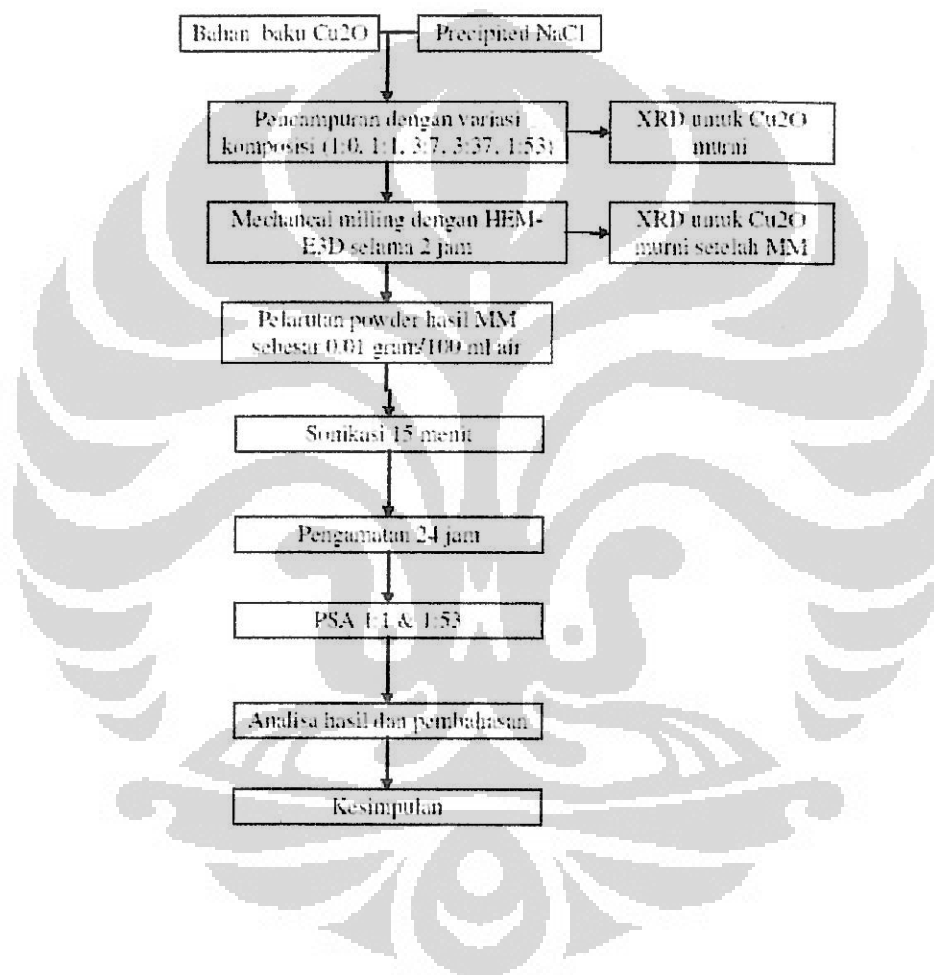 Bahan baku Cu2O
Precipited NaCl
Pencampuran dengan variasi
komposisi (1:0, 1:1, 3:7, 3:37, 1:53)
XRD untuk Cu2O
murni
Mechancal milling dengan HEM-
E3D selama 2 jam
XRD untuk Cu2O
murni setelah MM
Pelarutan powder hasil MM
sebesar 0.01 gram/100 ml air
Sonikasi 15 menit
Pengamatan 24 jam
PSA 1:1 & 1:53
Analisa hasil dan pembahasan
Kesimpulan